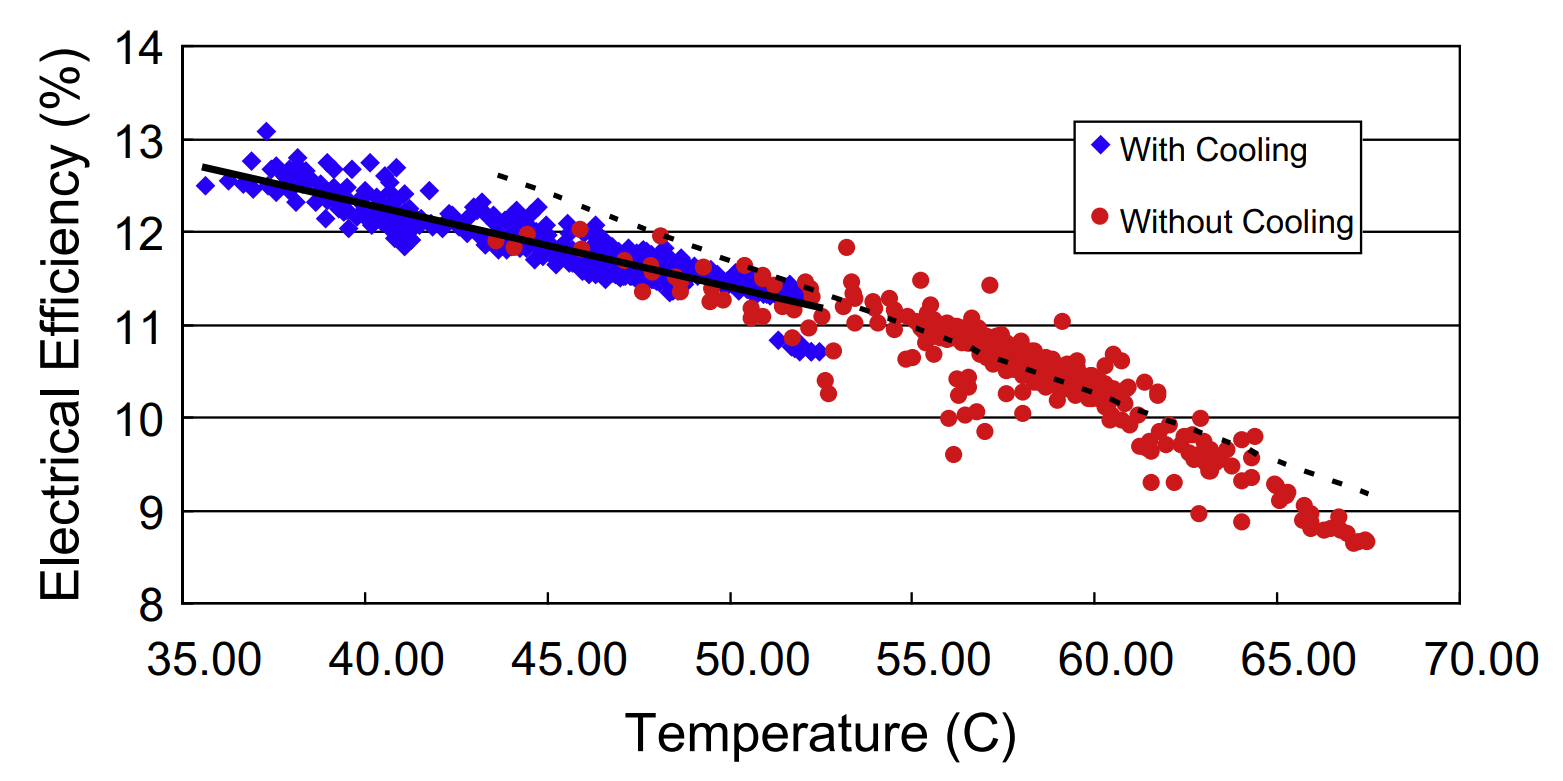 Electrical Efficiency (%)
14
13
12
11
10
9
8
With Cooling
Without Cooling
35.00 40.00 45.00 50.00 55.00 60.00 65.00 70.00
Temperature (C)